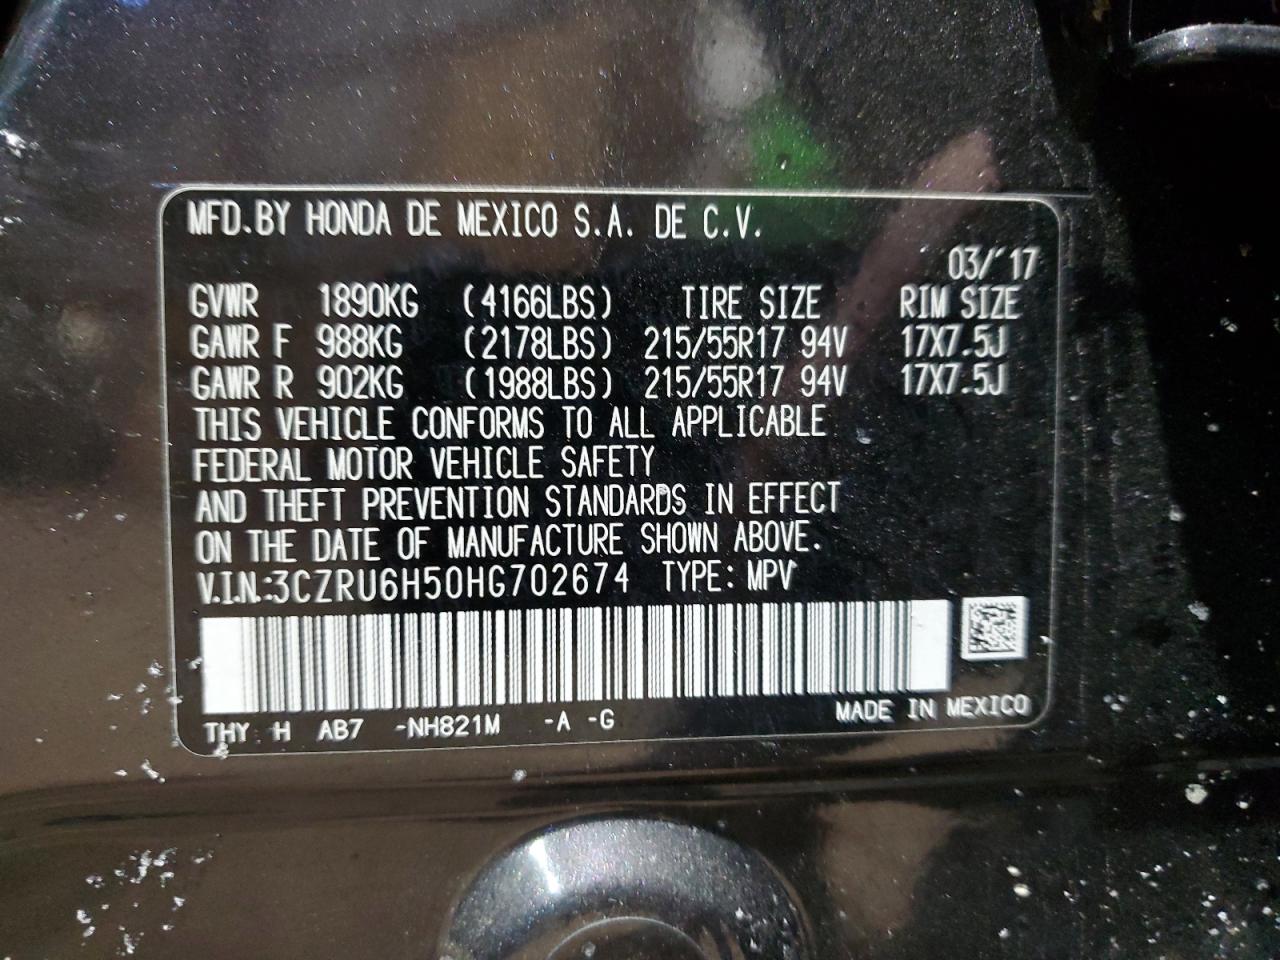 MFD.BY HONDA DE MEXICO S.A. DE C.V.
03/'17
GVWR 1890KG (4166LBS) TIRE SIZE RIM SIZE
GAWR F 988KG (2178LBS) 215/55R17 94V 17X7.5J
GAWR R 902KG (1988LBS) 215/55R17 94V 17X7.5J
THIS VEHICLE CONFORMS TO ALL APPLICABLE
FEDERAL MOTOR VEHICLE SAFETY
AND THEFT PREVENTION STANDARDS IN EFFECT
ON THE DATE OF MANUFACTURE SHOWN ABOVE.
V.I.N.:3CZRU6H50HG702674 TYPE: MPV
THY H AB7 -NH821M -A -G MADE IN MEXICO